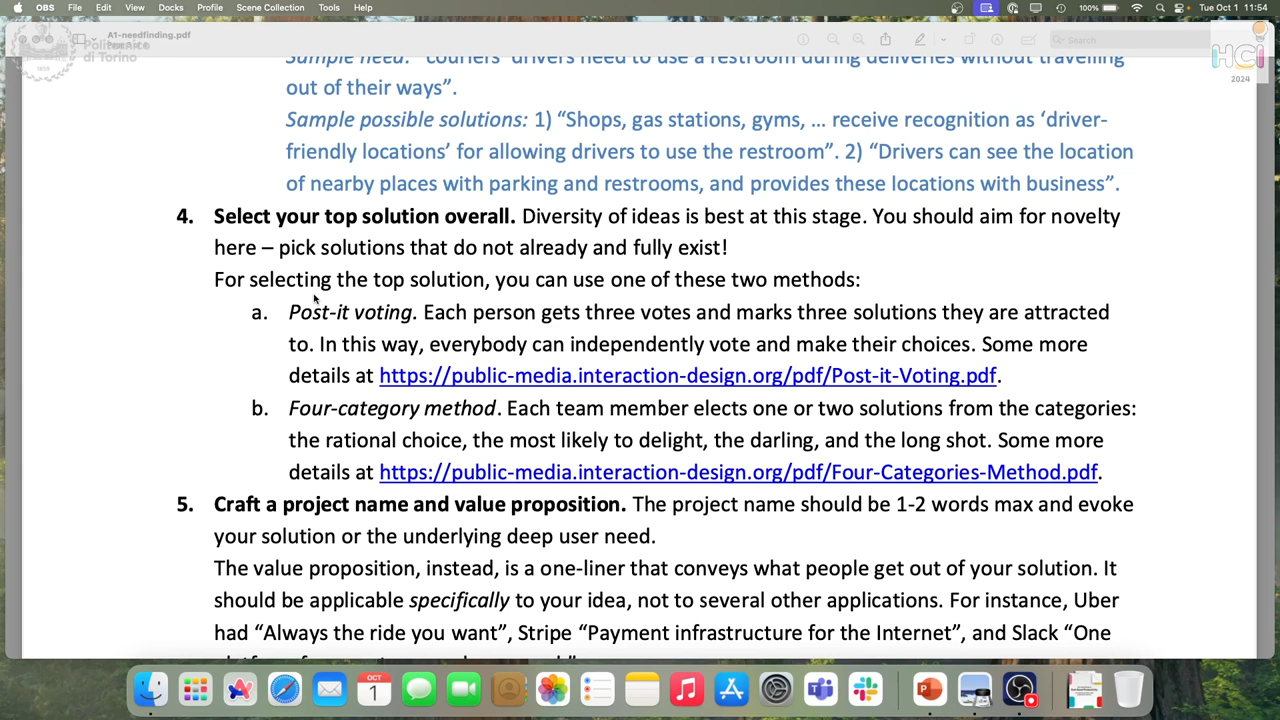 OBS File Edit View Docks Profile Scene Collection Tools Help 100% Tue Oct 1 11:54
A1-needfinding.pdf
Politecnico
di Torino
Search
HCI
2024
Sample need: “couriers’ drivers need to use a restroom during deliveries without travelling
out of their ways”.
Sample possible solutions: 1) “Shops, gas stations, gyms, … receive recognition as ‘driver-
friendly locations’ for allowing drivers to use the restroom”. 2) “Drivers can see the location
of nearby places with parking and restrooms, and provides these locations with business”.
4. Select your top solution overall. Diversity of ideas is best at this stage. You should aim for novelty
here – pick solutions that do not already and fully exist!
For selecting the top solution, you can use one of these two methods:
a. Post-it voting. Each person gets three votes and marks three solutions they are attracted
to. In this way, everybody can independently vote and make their choices. Some more
details at https://public-media.interaction-design.org/pdf/Post-it-Voting.pdf.
b. Four-category method. Each team member elects one or two solutions from the categories:
the rational choice, the most likely to delight, the darling, and the long shot. Some more
details at https://public-media.interaction-design.org/pdf/Four-Categories-Method.pdf.
5. Craft a project name and value proposition. The project name should be 1-2 words max and evoke
your solution or the underlying deep user need.
The value proposition, instead, is a one-liner that conveys what people get out of your solution. It
should be applicable specifically to your idea, not to several other applications. For instance, Uber
had “Always the ride you want”, Stripe “Payment infrastructure for the Internet”, and Slack “One
OCT
1